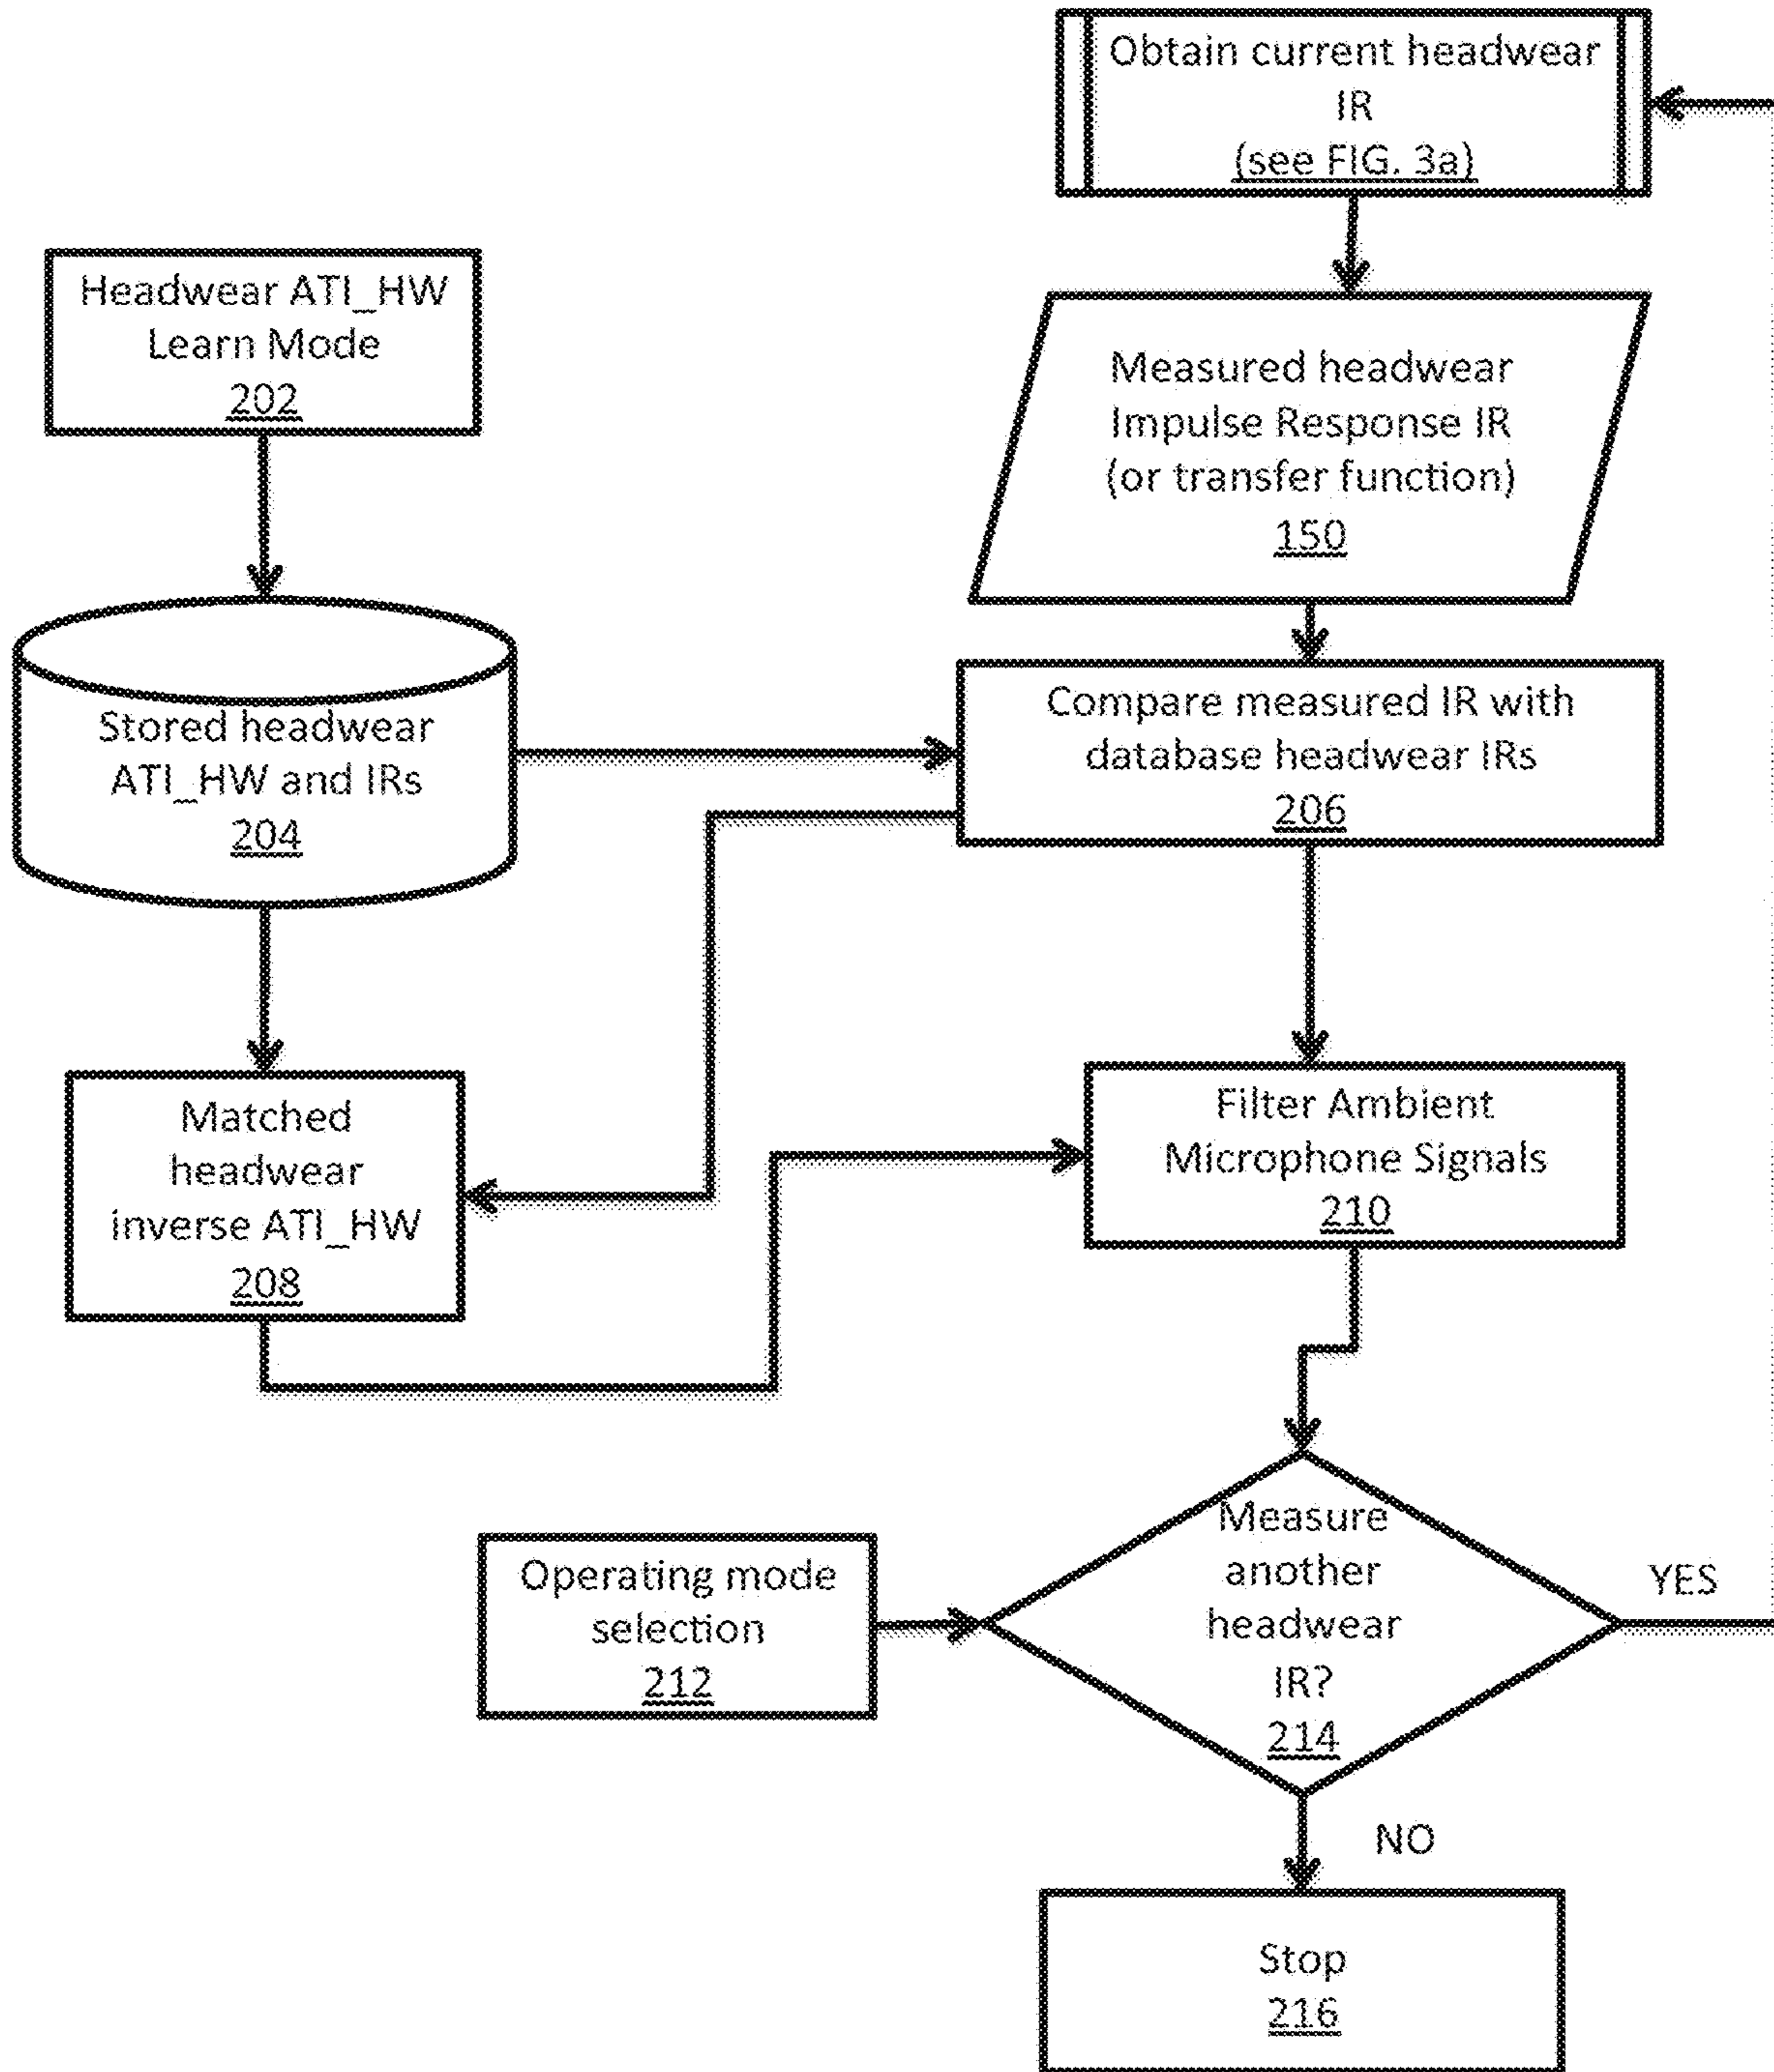 Obtain current headwear
IR
(see FIG. 3a)
Headwear ATI_HW
Learn Mode
202
Measured headwear
Impulse Response IR
(or transfer function)
150
Stored headwear
ATI_HW and IRs
204
Compare measured IR with
database headwear IRs
206
Matched
headwear
inverse ATI_HW
208
Filter Ambient
Microphone Signals
210
Operating mode
selection
212
Measure
another
headwear
IR?
214
YES
NO
Stop
216